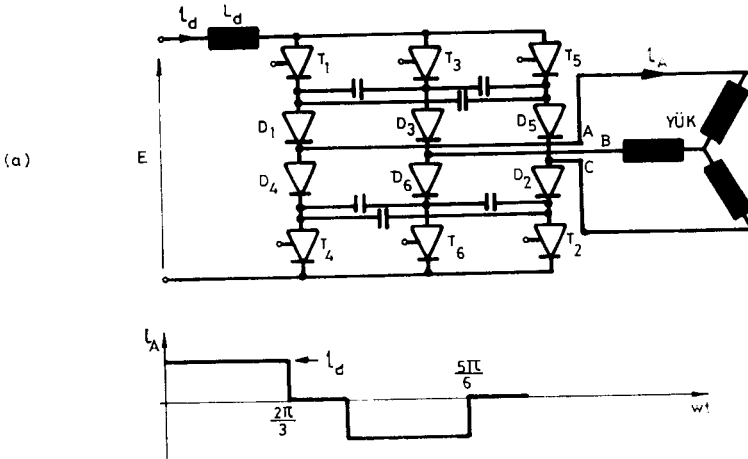 i_d L_d
T_1 T_3 T_5
i_A
D_1 D_3 D_5 A
B
YÜK
(a) E
C
D_4 D_6 D_2
T_4 T_6 T_2
i_A
i_d
2π/3
5π/6
wt